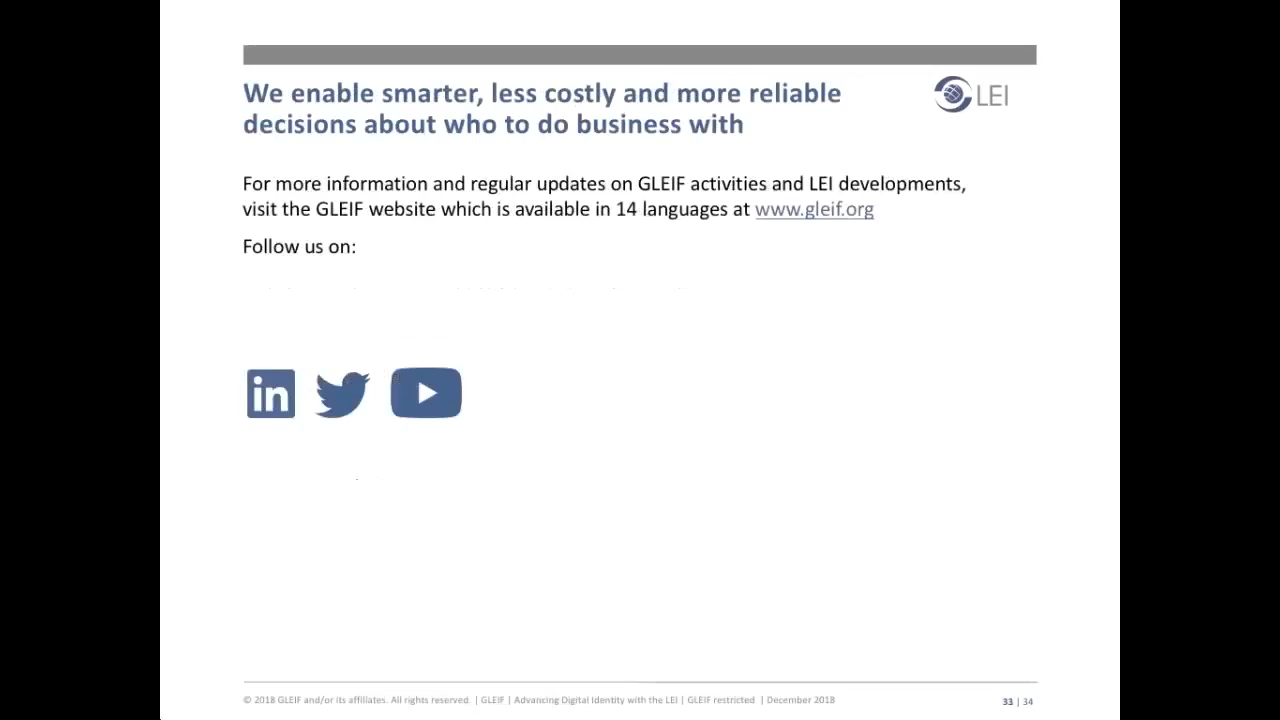 We enable smarter, less costly and more reliable
decisions about who to do business with
LEI
For more information and regular updates on GLEIF activities and LEI developments,
visit the GLEIF website which is available in 14 languages at www.gleif.org
Follow us on:
in
© 2018 GLEIF and/or its affiliates. All rights reserved. | GLEIF | Advancing Digital Identity with the LEI | GLEIF restricted | December 2018
33 | 34